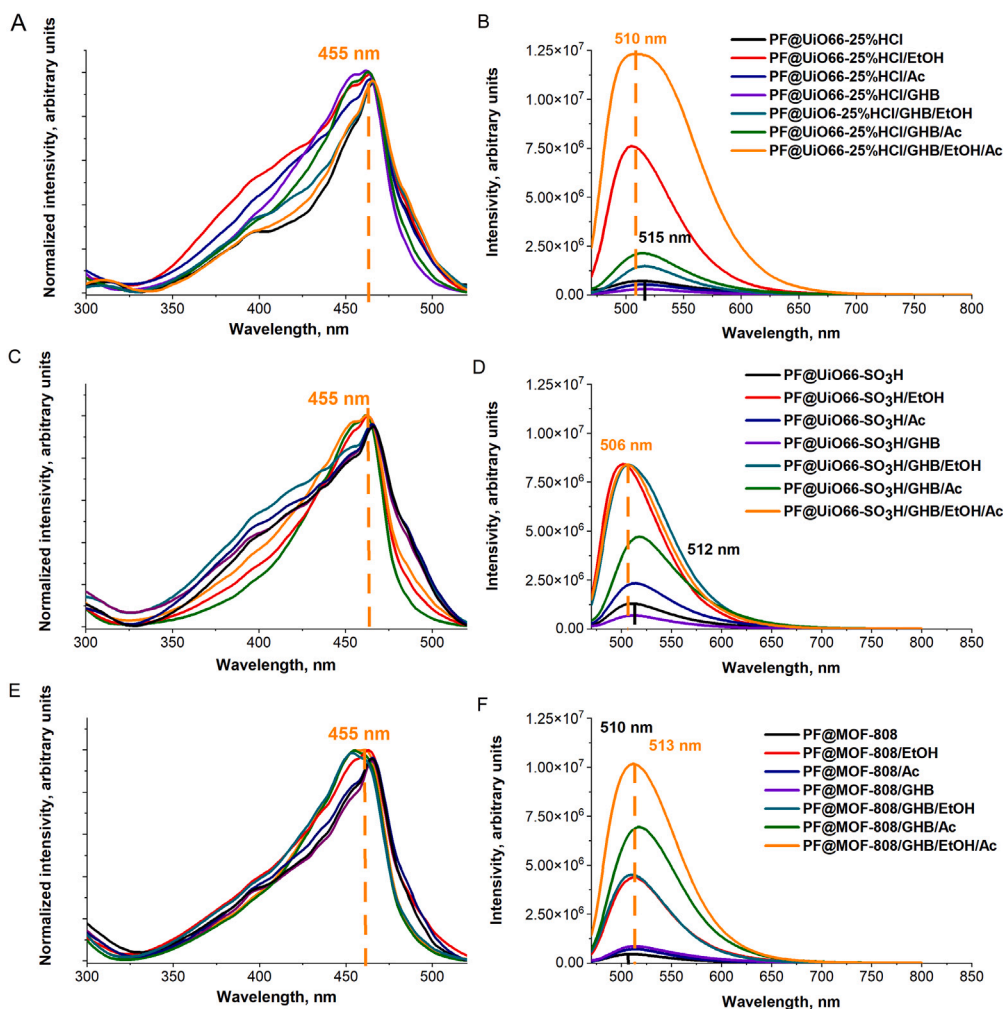 A
Normalized intensivity, arbitrary units
455 nm
300 350 400 450 500
Wavelength, nm
B
Intensivity, arbitrary units
1.25×10⁷
1.00×10⁷
7.50×10⁶
5.00×10⁶
2.50×10⁶
0.00
510 nm
515 nm
PF@UiO66-25%HCl
PF@UiO66-25%HCl/EtOH
PF@UiO66-25%HCl/Ac
PF@UiO66-25%HCl/GHB
PF@UiO6-25%HCl/GHB/EtOH
PF@UiO66-25%HCl/GHB/Ac
PF@UiO66-25%HCl/GHB/EtOH/Ac
500 550 600 650 700 750 800
Wavelength, nm
C
Normalized intensivity, arbitrary units
455 nm
300 350 400 450 500
Wavelength, nm
D
Intensivity, arbitrary units
1.25×10⁷
1.00×10⁷
7.50×10⁶
5.00×10⁶
2.50×10⁶
0.00
506 nm
512 nm
PF@UiO66-SO₃H
PF@UiO66-SO₃H/EtOH
PF@UiO66-SO₃H/Ac
PF@UiO66-SO₃H/GHB
PF@UiO66-SO₃H/GHB/EtOH
PF@UiO66-SO₃H/GHB/Ac
PF@UiO66-SO₃H/GHB/EtOH/Ac
500 550 600 650 700 750 800 850
Wavelength, nm
E
Normalized intensivity, arbitrary units
455 nm
300 350 400 450 500
Wavelength, nm
F
Intensivity, arbitrary units
1.25×10⁷
1.00×10⁷
7.50×10⁶
5.00×10⁶
2.50×10⁶
0.00
510 nm
513 nm
PF@MOF-808
PF@MOF-808/EtOH
PF@MOF-808/Ac
PF@MOF-808/GHB
PF@MOF-808/GHB/EtOH
PF@MOF-808/GHB/Ac
PF@MOF-808/GHB/EtOH/Ac
500 550 600 650 700 750 800 850
Wavelength, nm